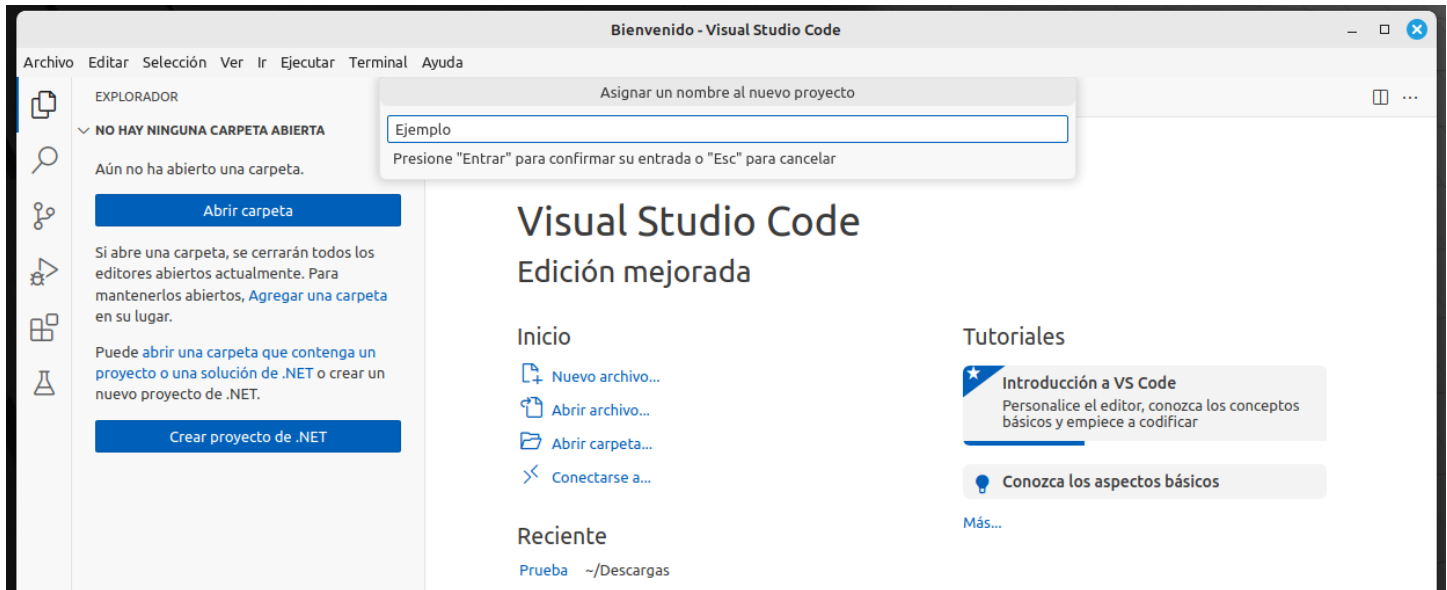 Bienvenido - Visual Studio Code
Archivo Editar Selección Ver Ir Ejecutar Terminal Ayuda
EXPLORADOR
NO HAY NINGUNA CARPETA ABIERTA
Aún no ha abierto una carpeta.
Abrir carpeta
Si abre una carpeta, se cerrarán todos los
editores abiertos actualmente. Para
mantenerlos abiertos, Agregar una carpeta
en su lugar.
Puede abrir una carpeta que contenga un
proyecto o una solución de .NET o crear un
nuevo proyecto de .NET.
Crear proyecto de .NET
Asignar un nombre al nuevo proyecto
Ejemplo
Presione "Entrar" para confirmar su entrada o "Esc" para cancelar
Visual Studio Code
Edición mejorada
Inicio
Nuevo archivo...
Abrir archivo...
Abrir carpeta...
Conectarse a...
Reciente
Prueba ~/Descargas
Tutoriales
Introducción a VS Code
Personalice el editor, conozca los conceptos
básicos y empiece a codificar
Conozca los aspectos básicos
Más...